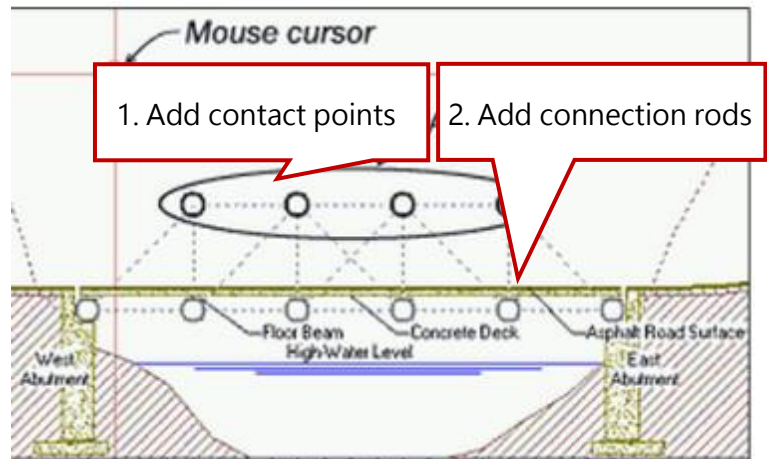 Mouse cursor
1. Add contact points
2. Add connection rods
Floor Beam
Concrete Deck
Asphalt Road Surface
High-Water Level
West
Abutment
East
Abutment